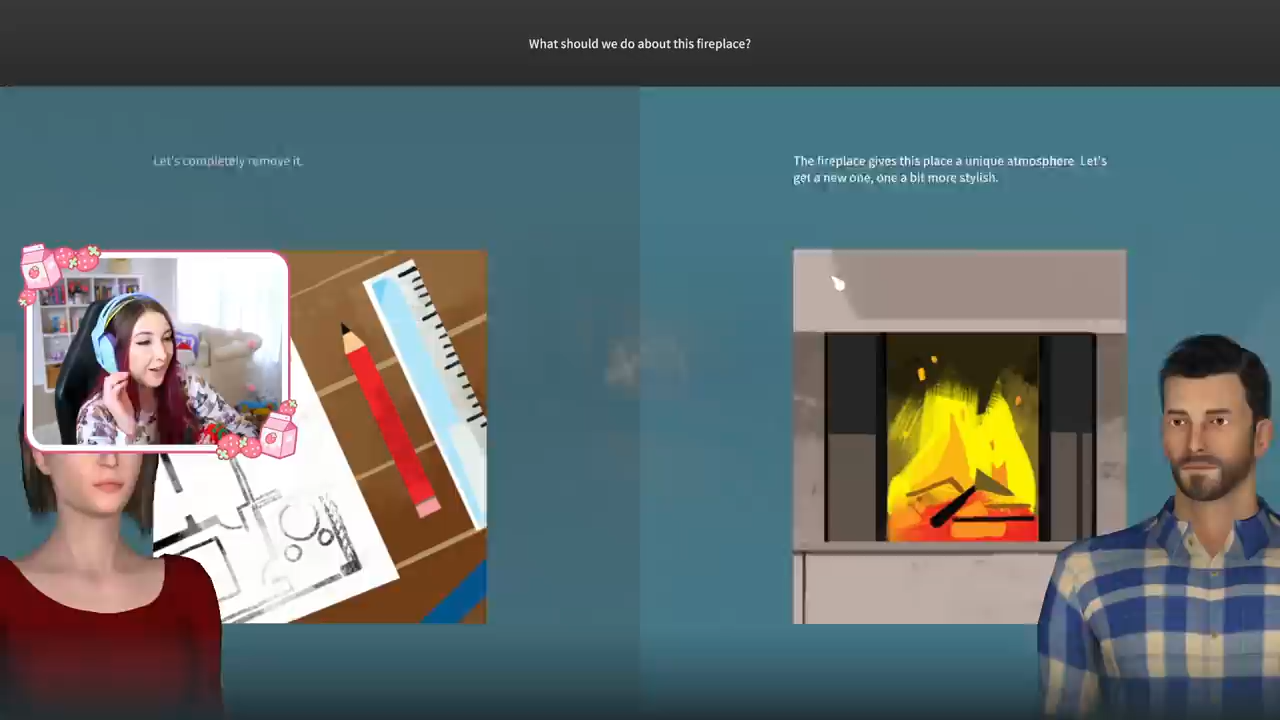 What should we do about this fireplace?
Let's completely remove it.
The fireplace gives this place a unique atmosphere. Let's
get a new one, one a bit more stylish.